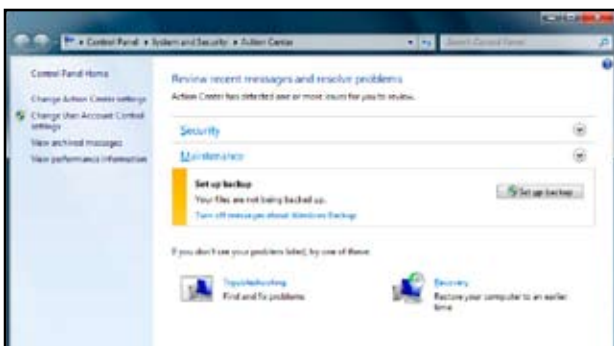 Control Panel ▸ System and Security ▸ Action Center
Search Control Panel
Control Panel Home
Change Action Center settings
Change User Account Control
settings
View archived messages
View performance information
Review recent messages and resolve problems
Action Center has detected one or more issues for you to review.
Security
Maintenance
Set up backup
Your files are not being backed up.
Set up backup
Turn off messages about Windows Backup
If you don't see your problem listed, try one of these:
Troubleshooting
Find and fix problems
Recovery
Restore your computer to an earlier
time